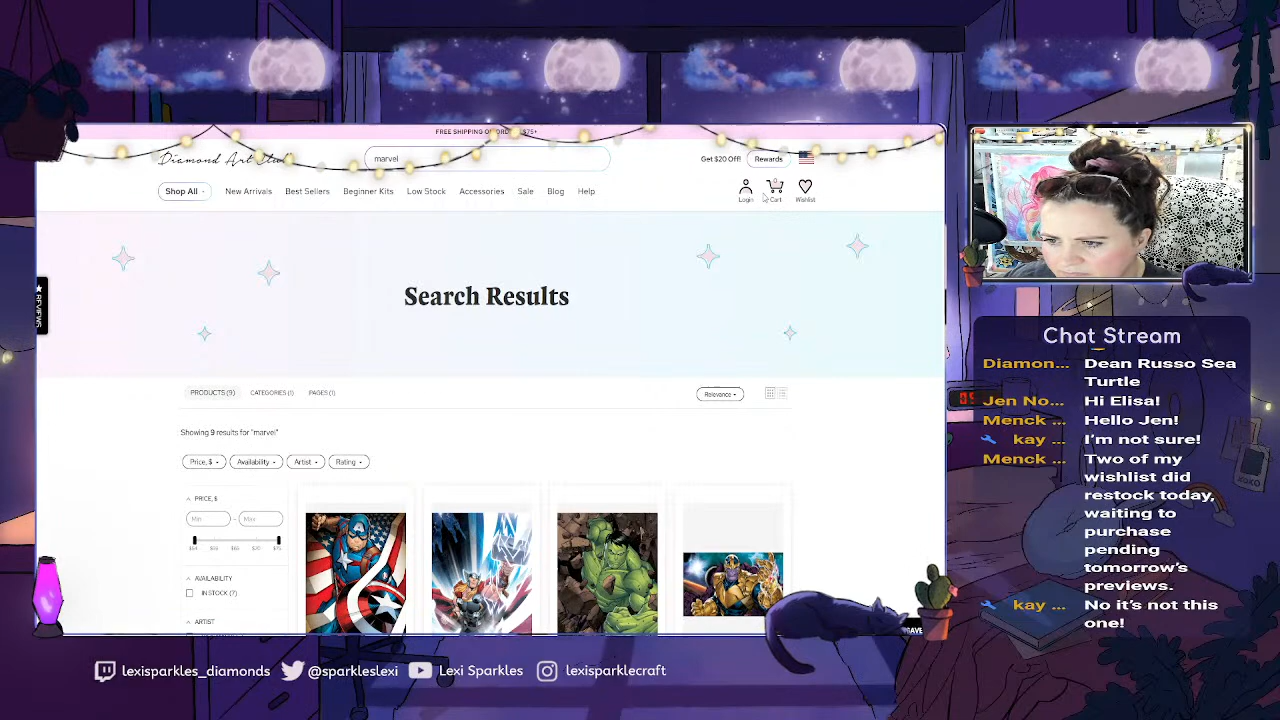 FREE SHIPPING ON ORDERS $75+
Diamond Art Club
marvel
Get $20 Off!
Rewards
Shop All
New Arrivals
Best Sellers
Beginner Kits
Low Stock
Accessories
Sale
Blog
Help
Login
Cart
Wishlist
★ REVIEWS
Search Results
PRODUCTS (9)
CATEGORIES (1)
PAGES (1)
Relevance
Showing 9 results for "marvel"
Price, $
Availability
Artist
Rating
PRICE, $
Min
-
Max
AVAILABILITY
IN STOCK (7)
ARTIST
Chat Stream
Diamon... Dean Russo Sea
Turtle
Jen No... Hi Elisa!
Menck ... Hello Jen!
kay ... I'm not sure!
Menck ... Two of my
wishlist did
restock today,
waiting to
purchase
pending
tomorrow's
previews.
kay ... No it's not this
one!
XOXO
lexisparkles_diamonds
@sparkleslexi
Lexi Sparkles
lexisparklecraft